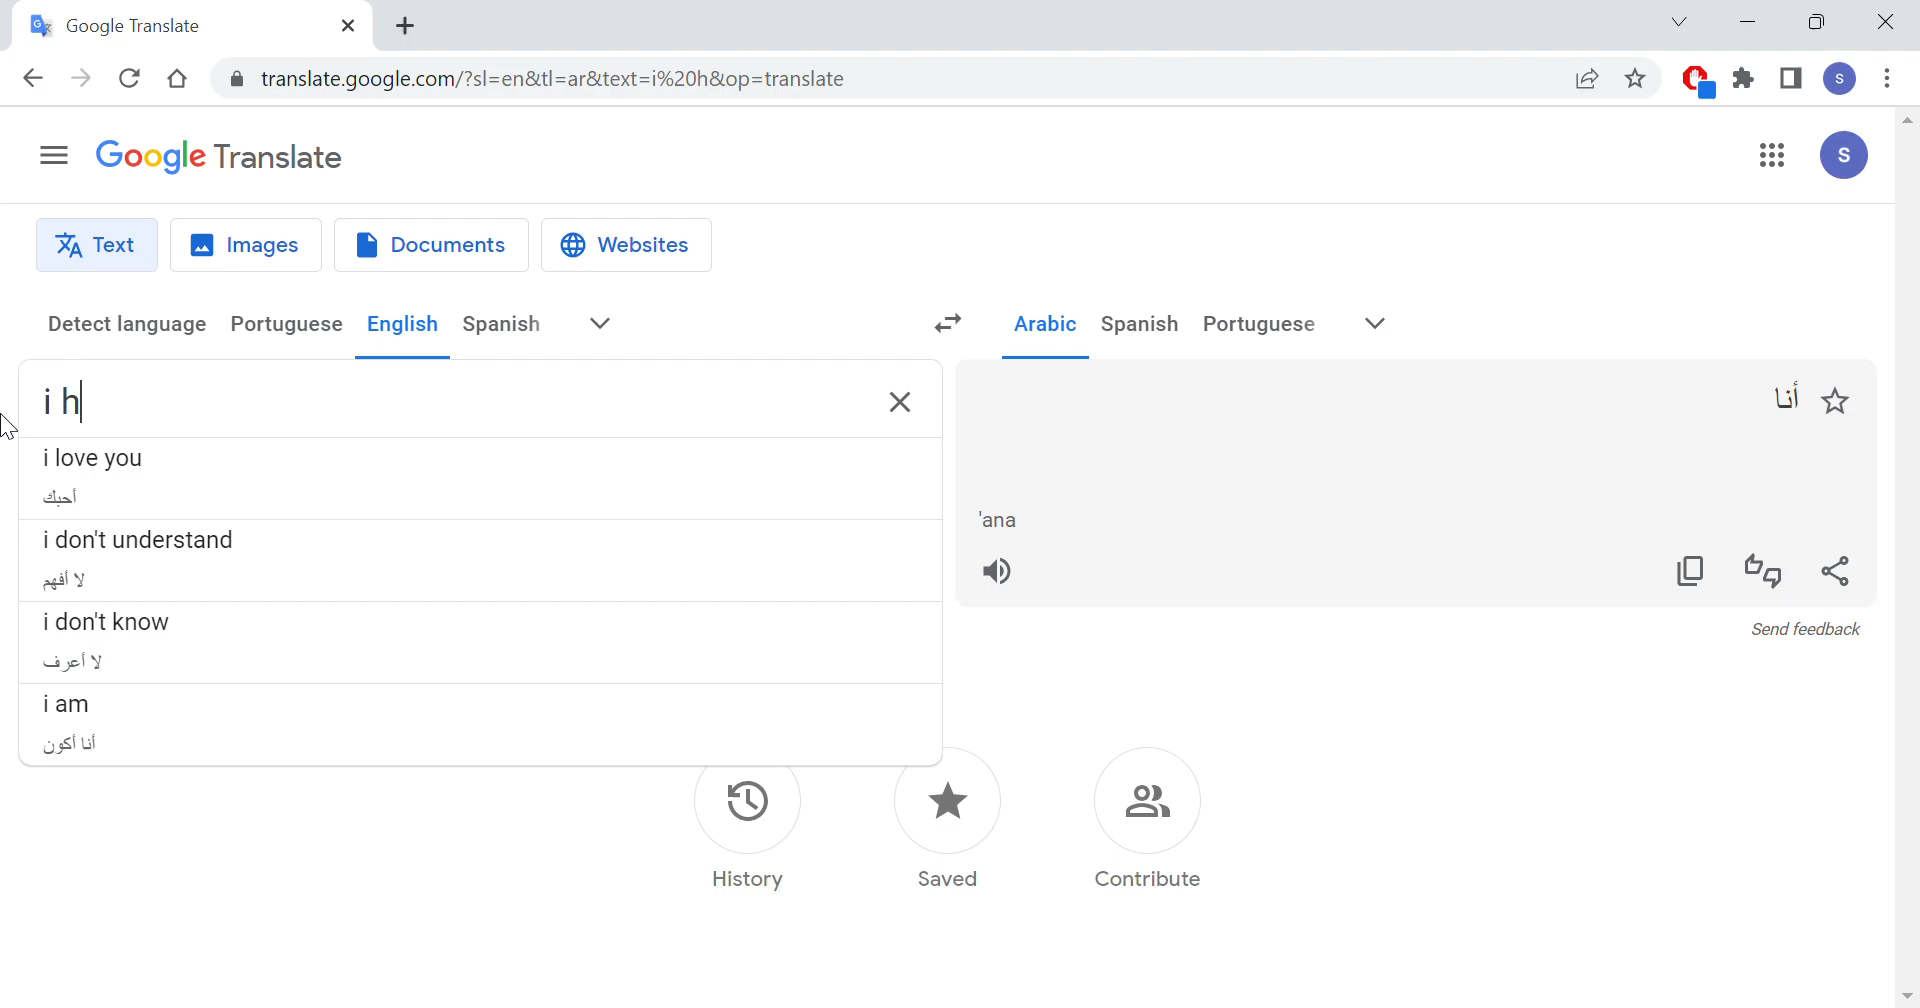 Google Translate
translate.google.com/?sl=en&tl=ar&text=i%20h&op=translate
S
Google Translate
S
Text Images Documents Websites
Detect language Portuguese English Spanish
Arabic Spanish Portuguese
i h
i love you
أحبك
i don't understand
لا أفهم
i don't know
لا أعرف
i am
أنا أكون
أنا
'ana
Send feedback
History Saved Contribute